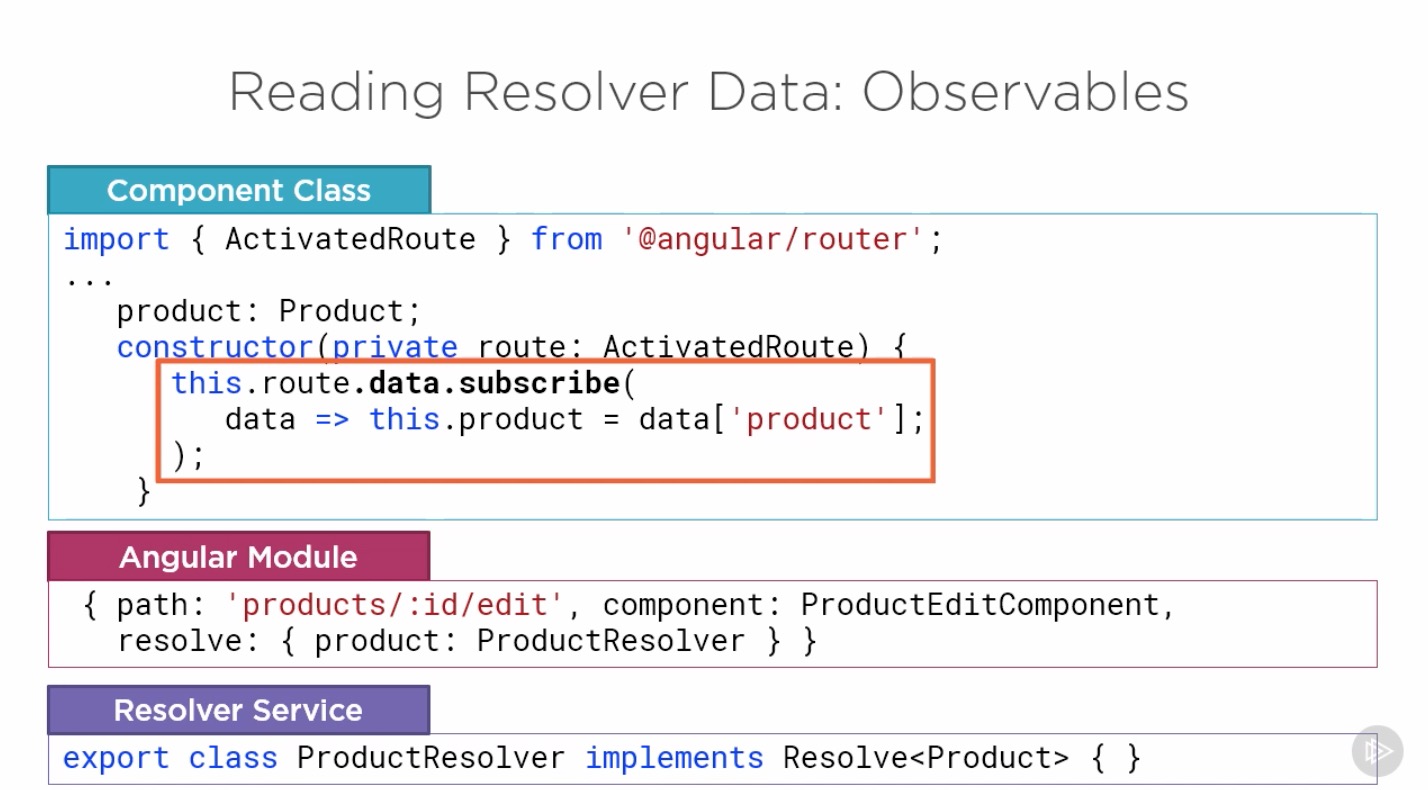 Reading Resolver Data: Observables
Component Class
import { ActivatedRoute } from '@angular/router';
...
product: Product;
constructor(private route: ActivatedRoute) {
this.route.data.subscribe(
data => this.product = data['product'];
);
}
Angular Module
{ path: 'products/:id/edit', component: ProductEditComponent,
resolve: { product: ProductResolver } }
Resolver Service
export class ProductResolver implements Resolve<Product> { }